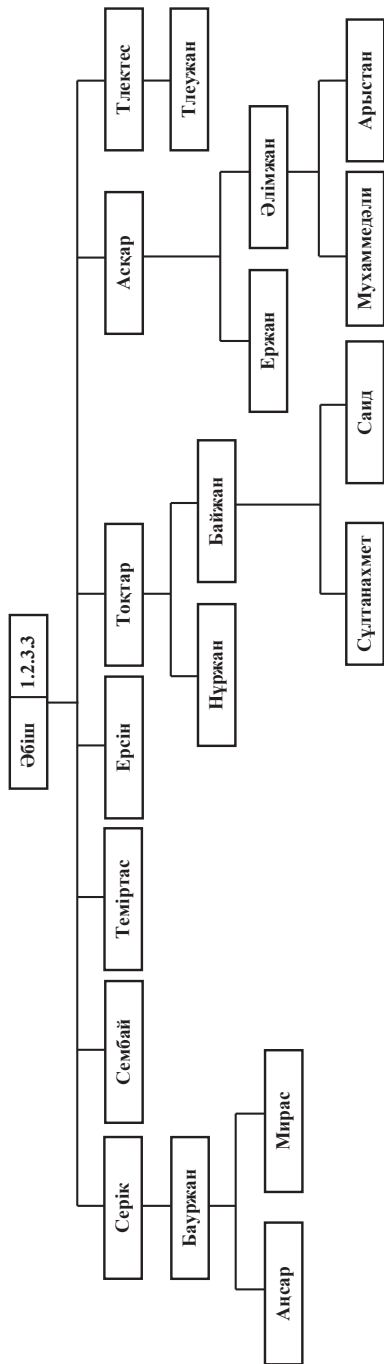 Әбіш 1.2.3.3
Серік Сембай Теміртас Ерсін Тоқтар Асқар Тлектес
Бауржан Нұржан Байжан Ержан Әлімжан Тлеужан
Аңсар Мирас Сұлтанахмет Саид Мухаммедәли Арыстан